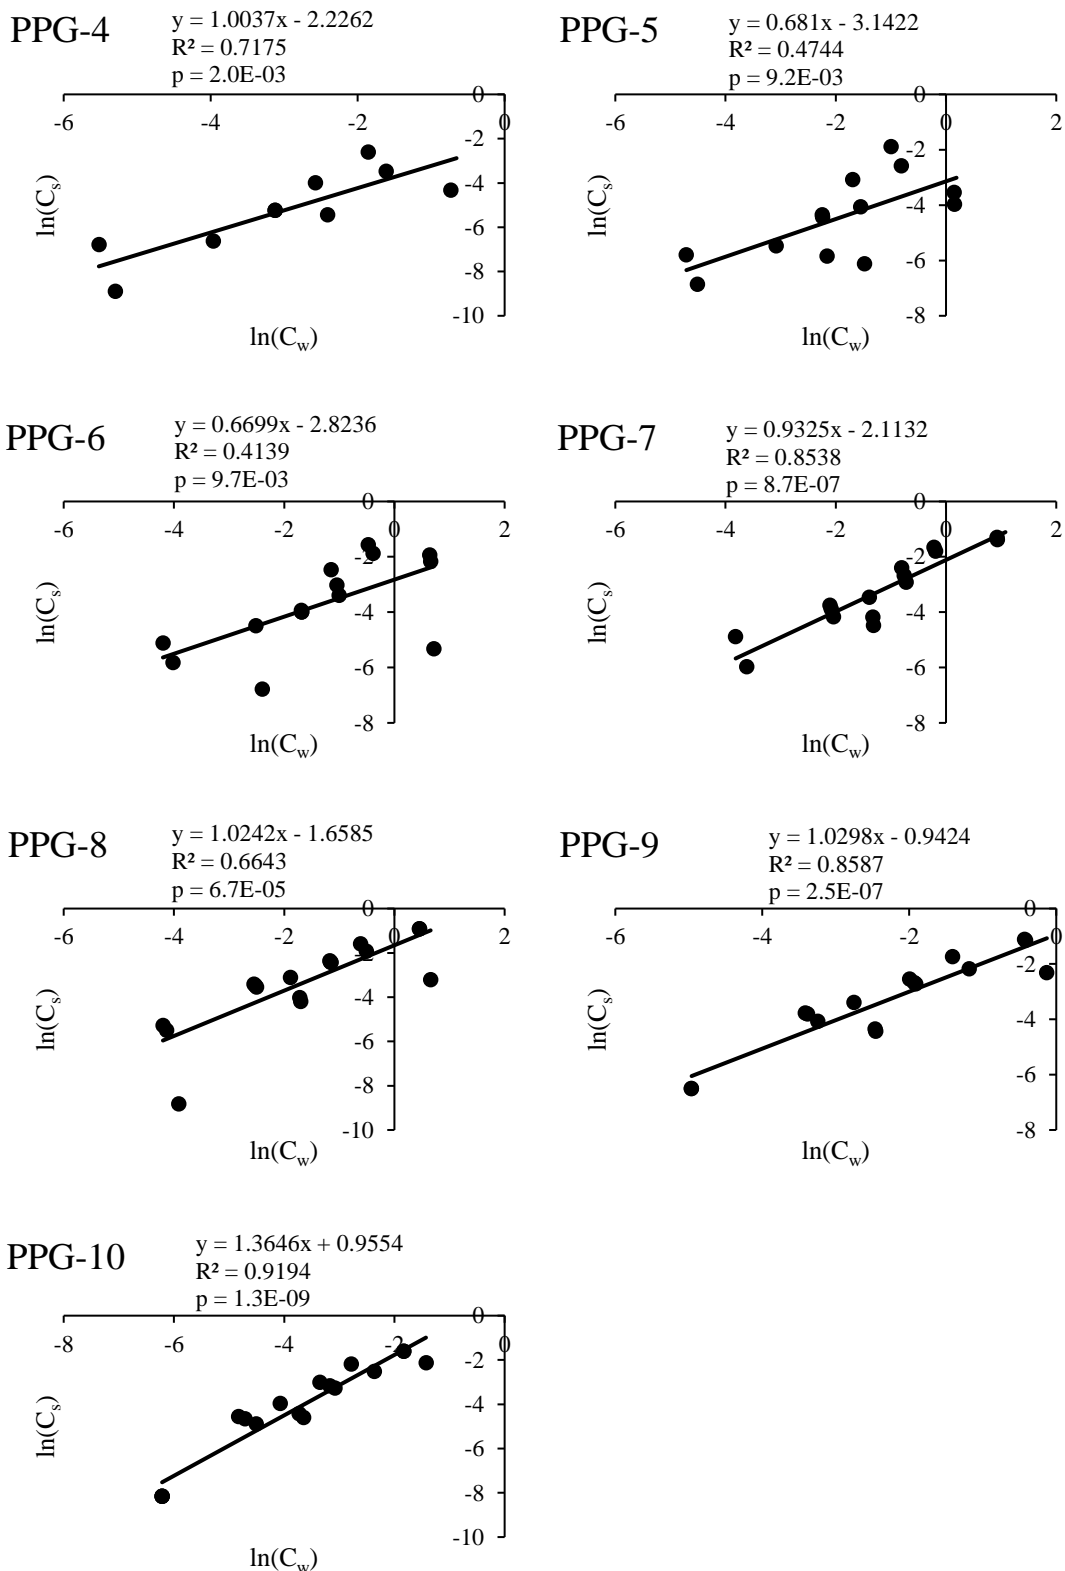 PPG-4
y = 1.0037x - 2.2262
R² = 0.7175
p = 2.0E-03
-6 -4 -2 0
0
-2
-4
-6
-8
-10
ln(Cs)
ln(Cw)
PPG-5
y = 0.681x - 3.1422
R² = 0.4744
p = 9.2E-03
-6 -4 -2 0 2
0
-2
-4
-6
-8
ln(Cs)
ln(Cw)
PPG-6
y = 0.6699x - 2.8236
R² = 0.4139
p = 9.7E-03
-6 -4 -2 0 2
0
-2
-4
-6
-8
ln(Cs)
ln(Cw)
PPG-7
y = 0.9325x - 2.1132
R² = 0.8538
p = 8.7E-07
-6 -4 -2 0 2
0
-2
-4
-6
-8
ln(Cs)
ln(Cw)
PPG-8
y = 1.0242x - 1.6585
R² = 0.6643
p = 6.7E-05
-6 -4 -2 0 2
0
-2
-4
-6
-8
-10
ln(Cs)
ln(Cw)
PPG-9
y = 1.0298x - 0.9424
R² = 0.8587
p = 2.5E-07
-6 -4 -2 0
0
-2
-4
-6
-8
ln(Cs)
ln(Cw)
PPG-10
y = 1.3646x + 0.9554
R² = 0.9194
p = 1.3E-09
-8 -6 -4 -2 0
0
-2
-4
-6
-8
-10
ln(Cs)
ln(Cw)